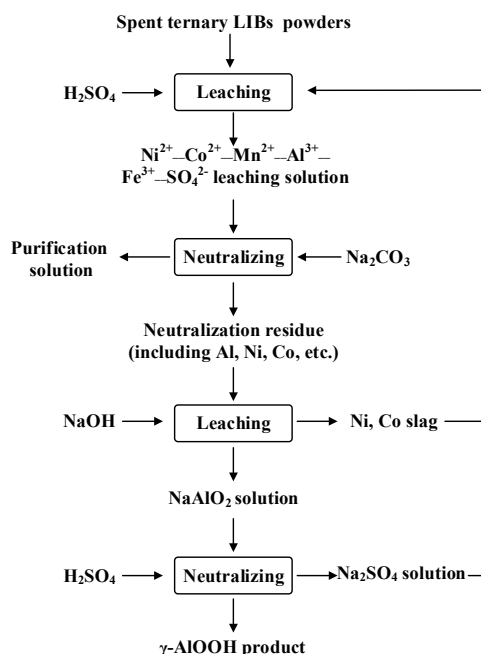 Spent ternary LIBs powders
H₂SO₄
Leaching
Ni²⁺—Co²⁺—Mn²⁺—Al³⁺—
Fe³⁺—SO₄²⁻ leaching solution
Purification
solution
Neutralizing
Na₂CO₃
Neutralization residue
(including Al, Ni, Co, etc.)
NaOH
Leaching
Ni, Co slag
NaAlO₂ solution
H₂SO₄
Neutralizing
Na₂SO₄ solution
γ-AlOOH product